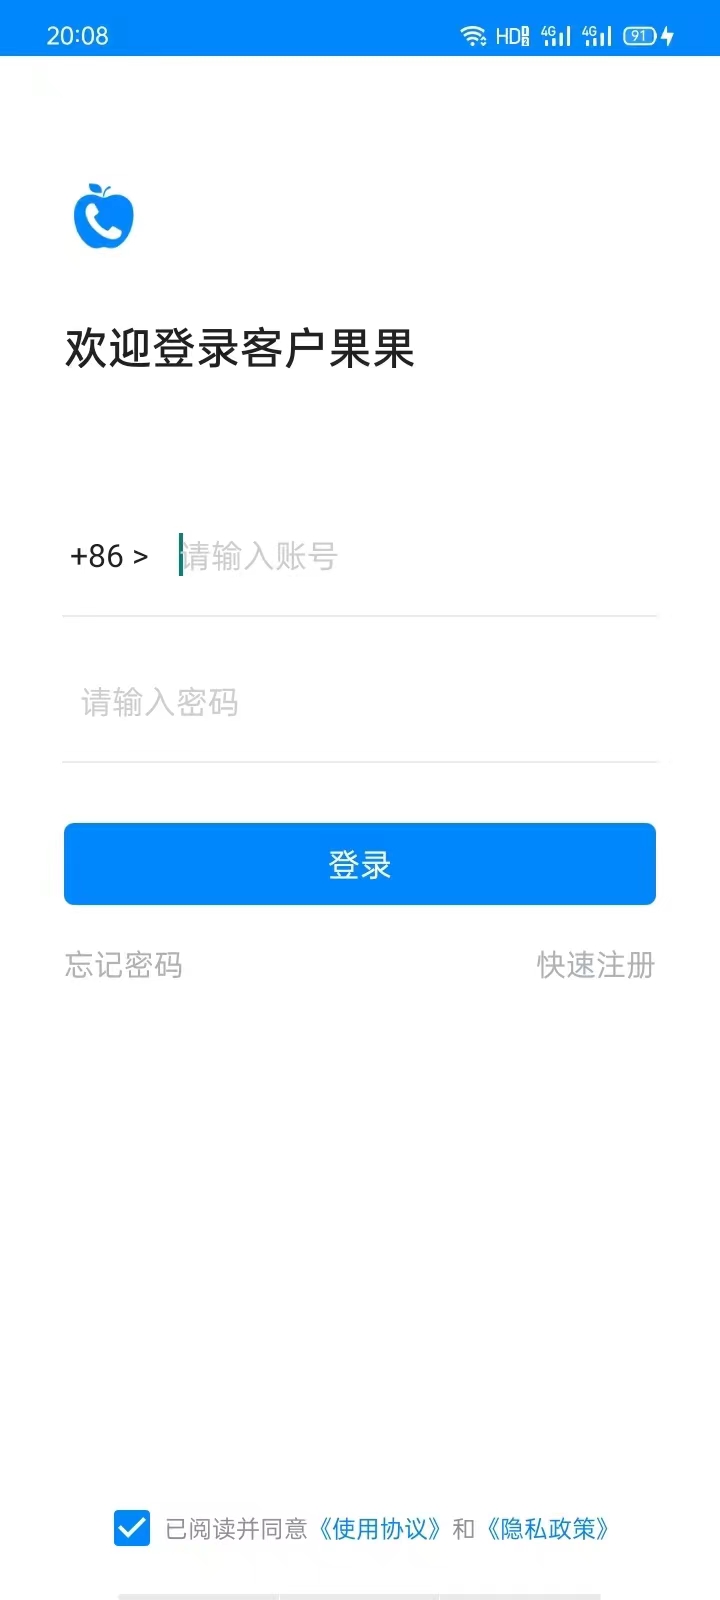 20:08
HD 4G 4G 91
欢迎登录客户果果
+86 > 请输入账号
请输入密码
登录
忘记密码 快速注册
已阅读并同意《使用协议》和《隐私政策》